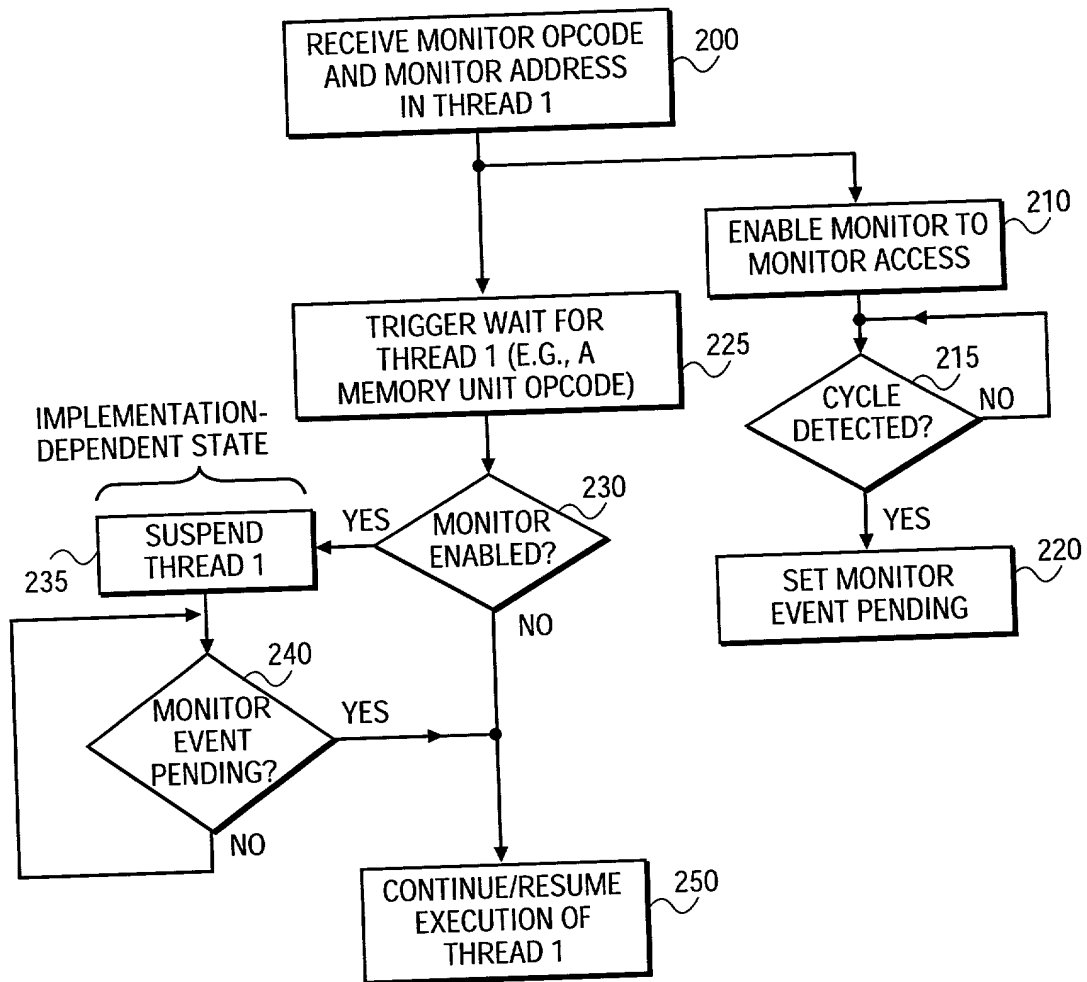 RECEIVE MONITOR OPCODE
AND MONITOR ADDRESS
IN THREAD 1
200
ENABLE MONITOR TO
MONITOR ACCESS
210
TRIGGER WAIT FOR
THREAD 1 (E.G., A
MEMORY UNIT OPCODE)
225
CYCLE
DETECTED?
215
NO
YES
SET MONITOR
EVENT PENDING
220
IMPLEMENTATION-
DEPENDENT STATE
MONITOR
ENABLED?
230
YES
NO
SUSPEND
THREAD 1
235
MONITOR
EVENT
PENDING?
240
YES
NO
CONTINUE/RESUME
EXECUTION OF
THREAD 1
250